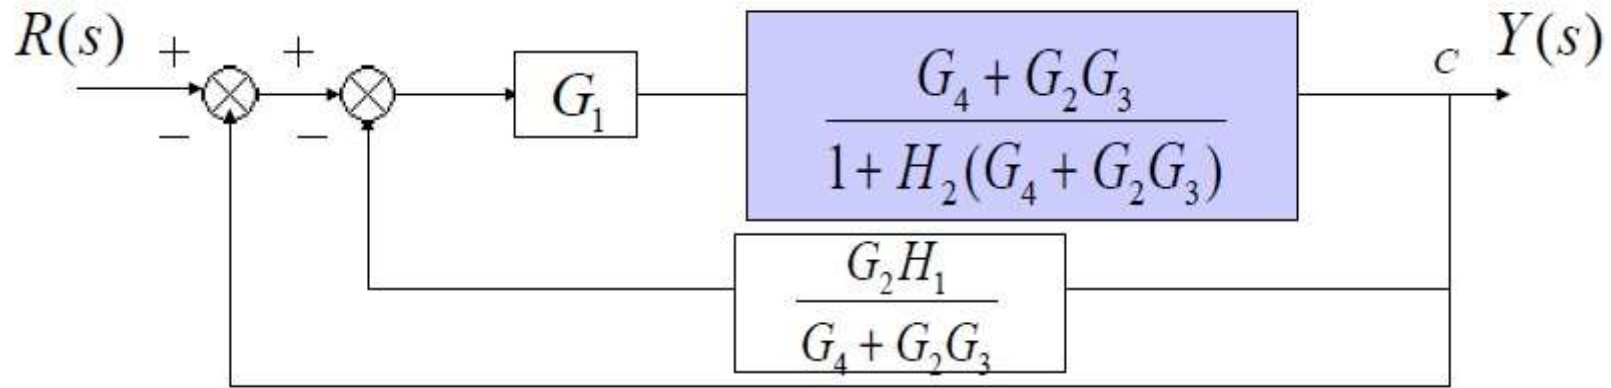 R(s) + + G₁ (G₄ + G₂G₃) / (1 + H₂(G₄ + G₂G₃)) C Y(s)
− −
G₂H₁ / (G₄ + G₂G₃)